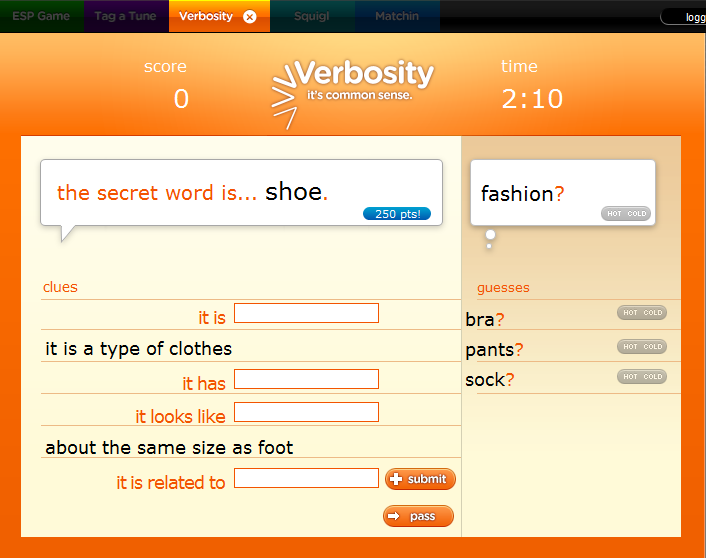 ESP Game Tag a Tune Verbosity Squigl Matchin logg
score
0
Verbosity
it's common sense.
time
2:10
the secret word is... shoe.
250 pts!
fashion?
HOT COLD
clues
guesses
it is
bra?
HOT COLD
it is a type of clothes
pants?
HOT COLD
it has
sock?
HOT COLD
it looks like
about the same size as foot
it is related to
submit
pass